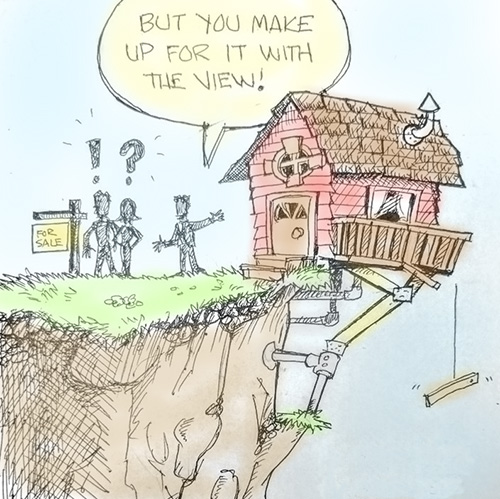 BUT YOU MAKE
UP FOR IT WITH
THE VIEW!
! ?
FOR
SALE